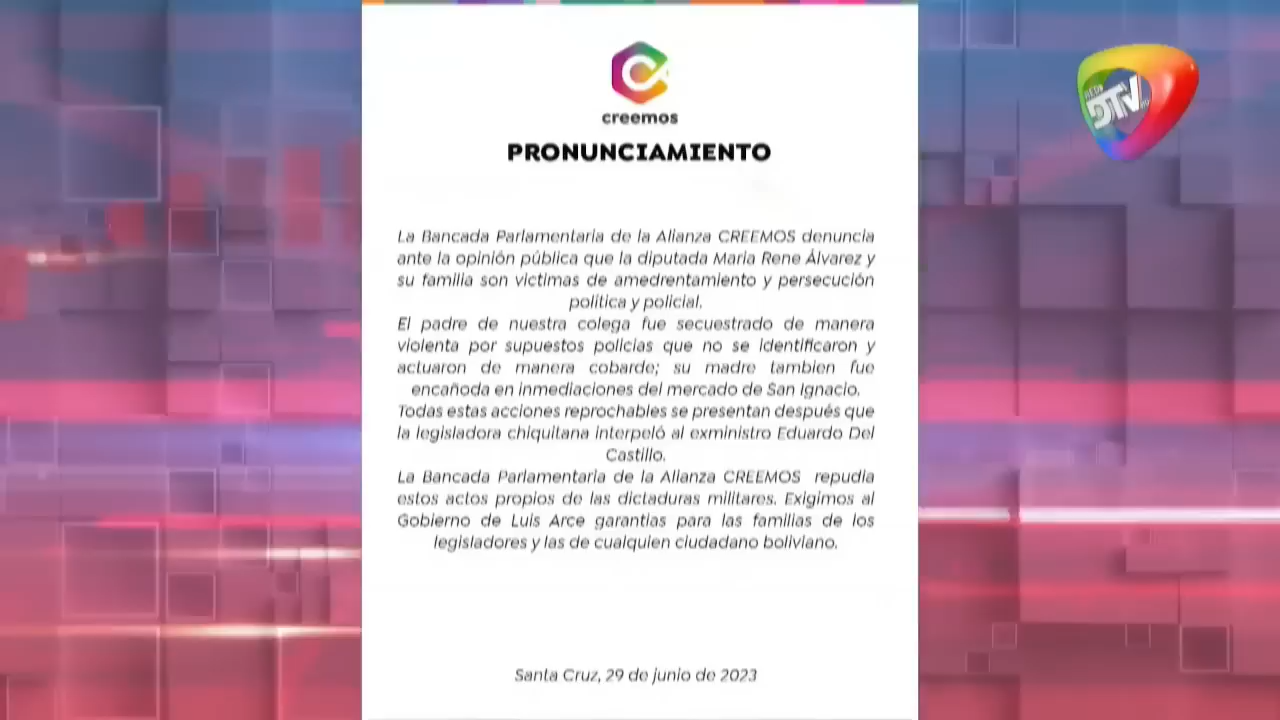 creemos
PRONUNCIAMIENTO
RED DTV
La Bancada Parlamentaria de la Alianza CREEMOS denuncia
ante la opinión pública que la diputada Maria Rene Álvarez y
su familia son victimas de amedrentamiento y persecución
política y policial.
El padre de nuestra colega fue secuestrado de manera
violenta por supuestos policias que no se identificaron y
actuaron de manera cobarde; su madre tambien fue
encañoda en inmediaciones del mercado de San Ignacio.
Todas estas acciones reprochables se presentan después que
la legisladora chiquitana interpeló al exministro Eduardo Del
Castillo.
La Bancada Parlamentaria de la Alianza CREEMOS repudia
estos actos propios de las dictaduras militares. Exigimos al
Gobierno de Luis Arce garantias para las familias de los
legisladores y las de cualquien ciudadano boliviano.
Santa Cruz, 29 de junio de 2023